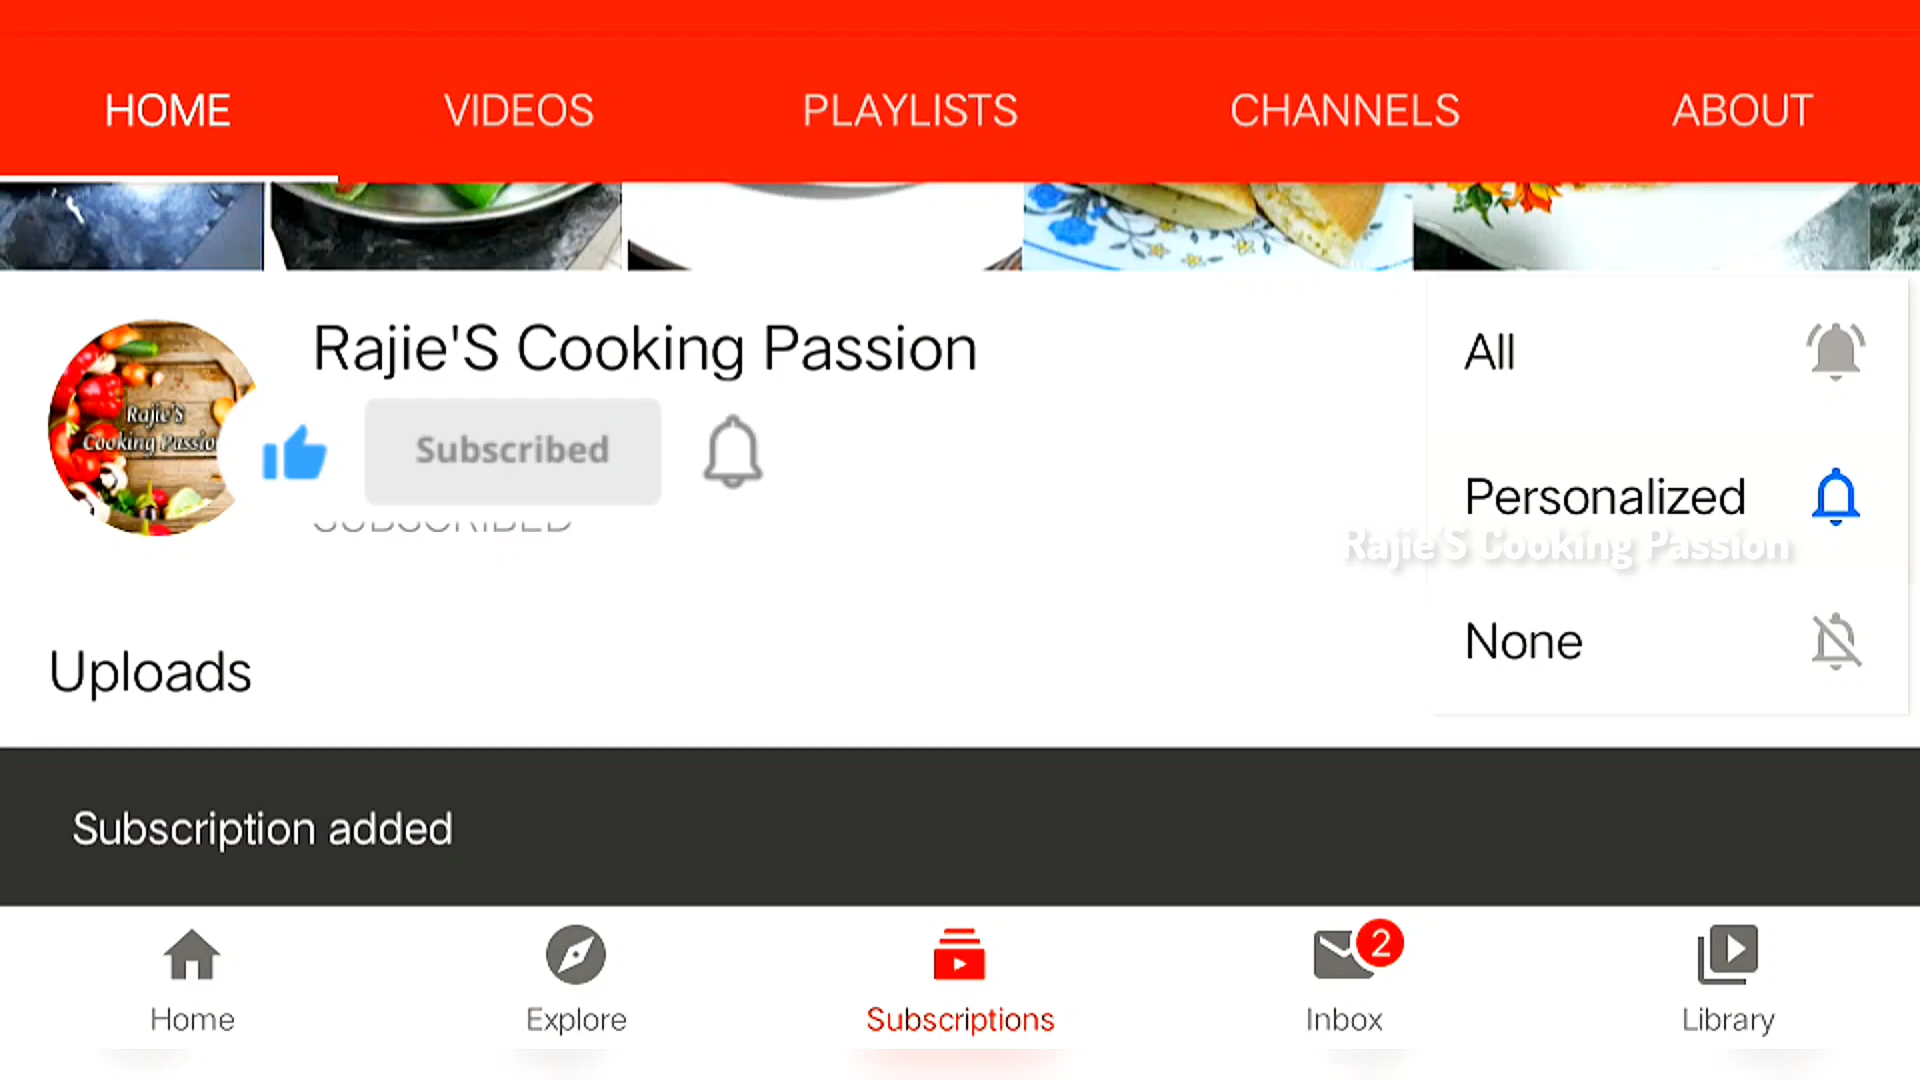 HOME VIDEOS PLAYLISTS CHANNELS ABOUT
Rajie'S Cooking Passion
Rajie'S
Cooking Passio
Subscribed
SUBSCRIBED
All
Personalized
Rajie'S Cooking Passion
None
Uploads
Subscription added
2
Home Explore Subscriptions Inbox Library